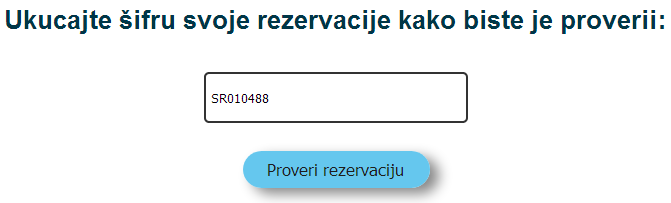 Ukucajte šifru svoje rezervacije kako biste je proverii:
SR010488
Proveri rezervaciju